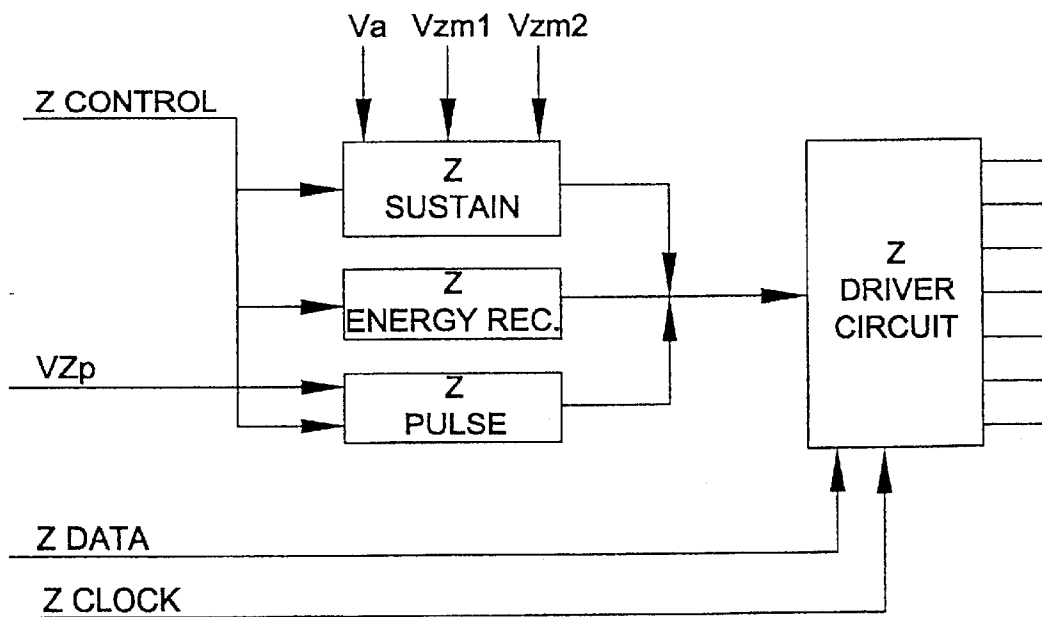 Va Vzm1 Vzm2
Z CONTROL
Z
SUSTAIN
Z
ENERGY REC.
VZp
Z
PULSE
Z
DRIVER
CIRCUIT
Z DATA
Z CLOCK